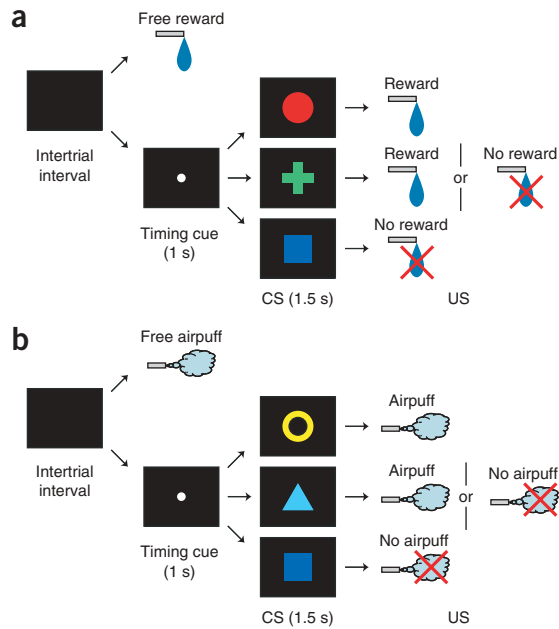 a
Free reward
Intertrial
interval
Timing cue
(1 s)
Reward
Reward
or
No reward
No reward
CS (1.5 s)
US
b
Free airpuff
Intertrial
interval
Timing cue
(1 s)
Airpuff
Airpuff
or
No airpuff
No airpuff
CS (1.5 s)
US